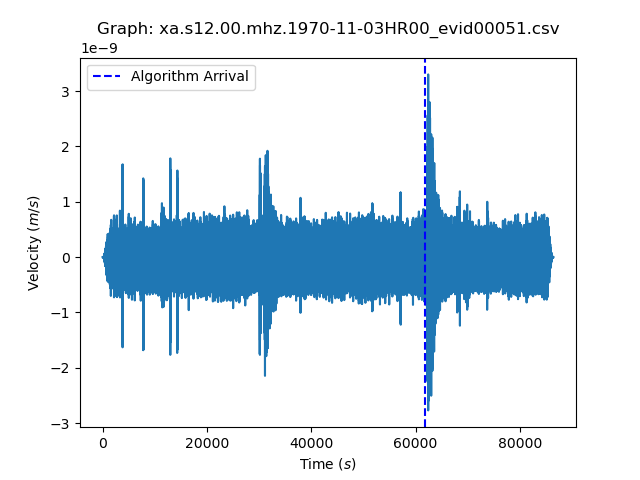 Graph: xa.s12.00.mhz.1970-11-03HR00_evid00051.csv
1e−9
Algorithm Arrival
3
2
1
0
−1
−2
−3
Velocity (m/s)
0 20000 40000 60000 80000
Time (s)